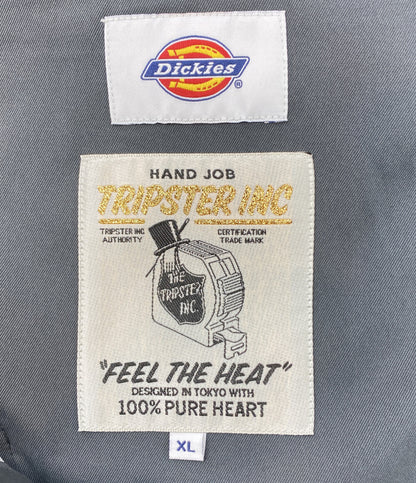 Dickies
®
HAND JOB
TRIPSTER INC
TRIPSTER INC CERTIFICATION
AUTHORITY TRADE MARK
THE
TRIPSTER
INC.
"FEEL THE HEAT"
DESIGNED IN TOKYO WITH
100% PURE HEART
XL